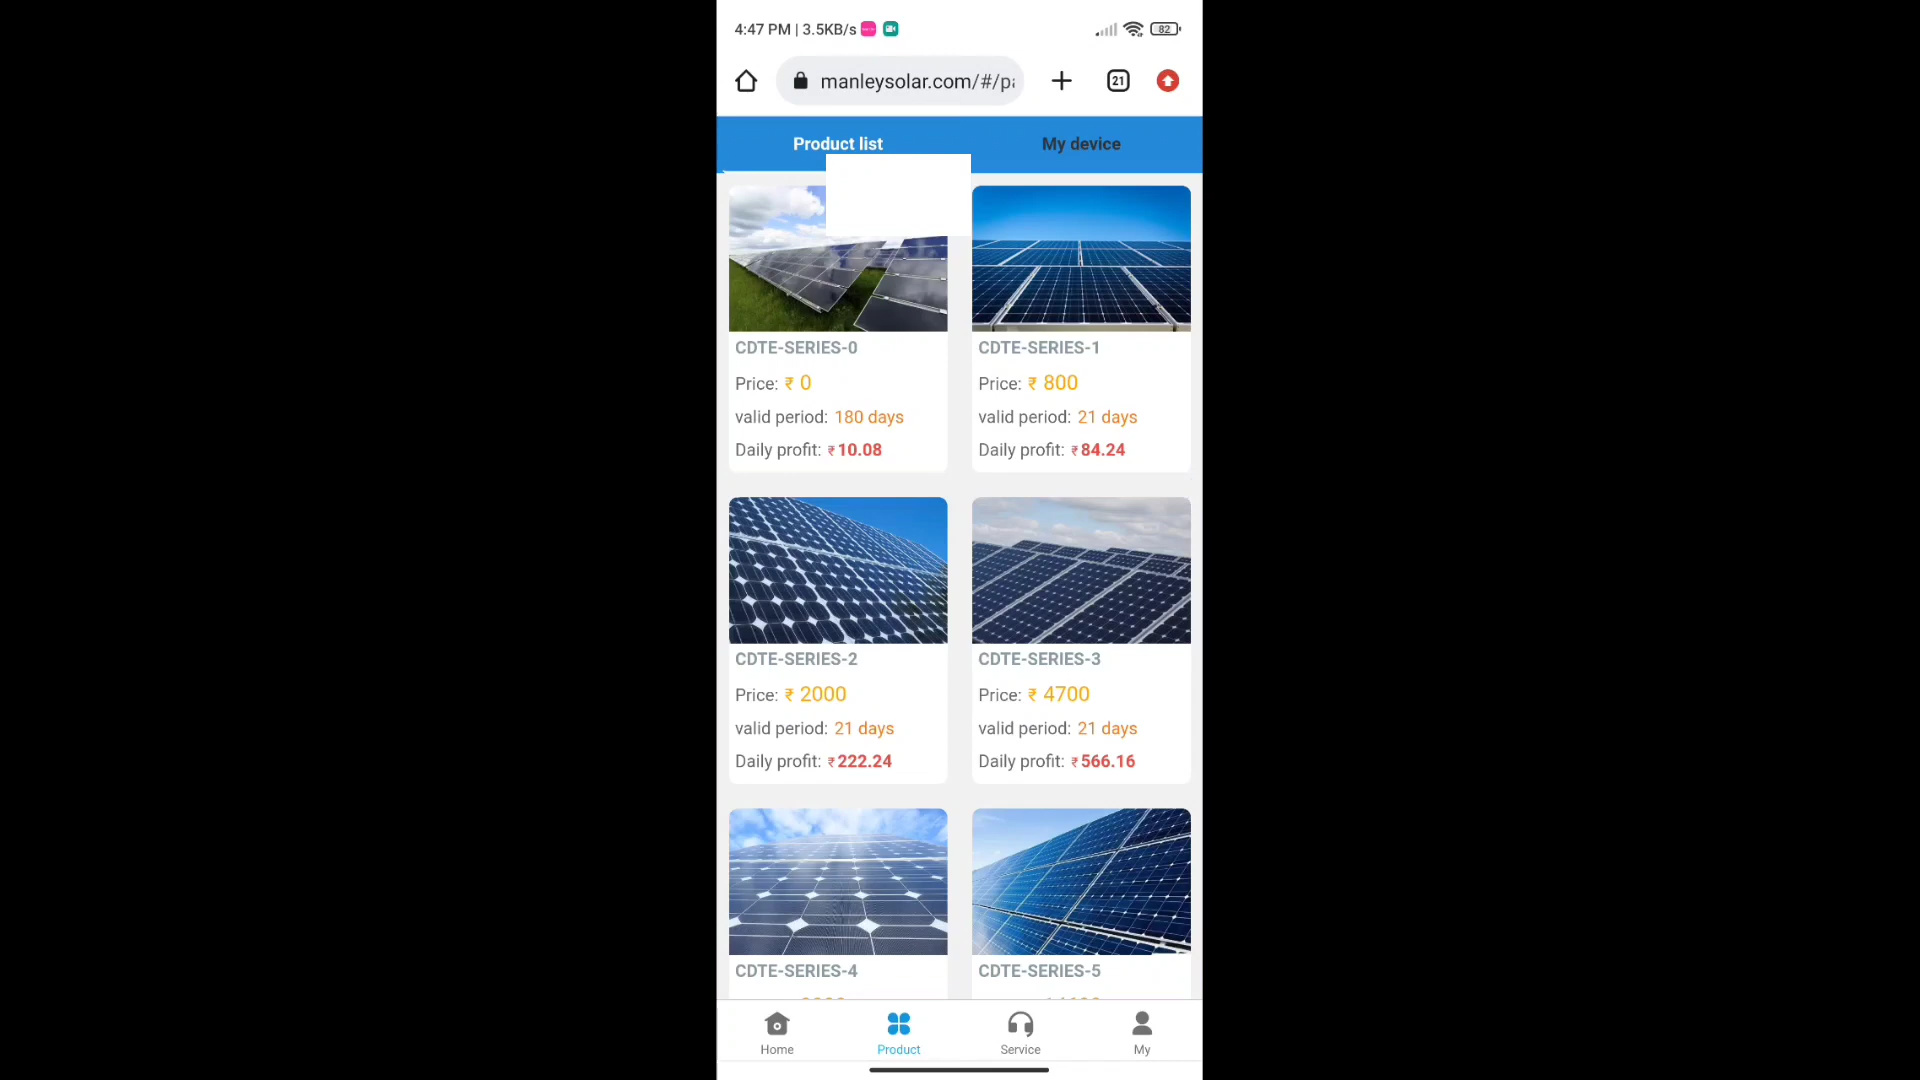 4:47 PM | 3.5KB/s
82
manleysolar.com/#/pa
21
Product list
My device
CDTE-SERIES-0
Price: ₹ 0
valid period: 180 days
Daily profit: ₹10.08
CDTE-SERIES-1
Price: ₹ 800
valid period: 21 days
Daily profit: ₹84.24
CDTE-SERIES-2
Price: ₹ 2000
valid period: 21 days
Daily profit: ₹222.24
CDTE-SERIES-3
Price: ₹ 4700
valid period: 21 days
Daily profit: ₹566.16
CDTE-SERIES-4
CDTE-SERIES-5
Home
Product
Service
My